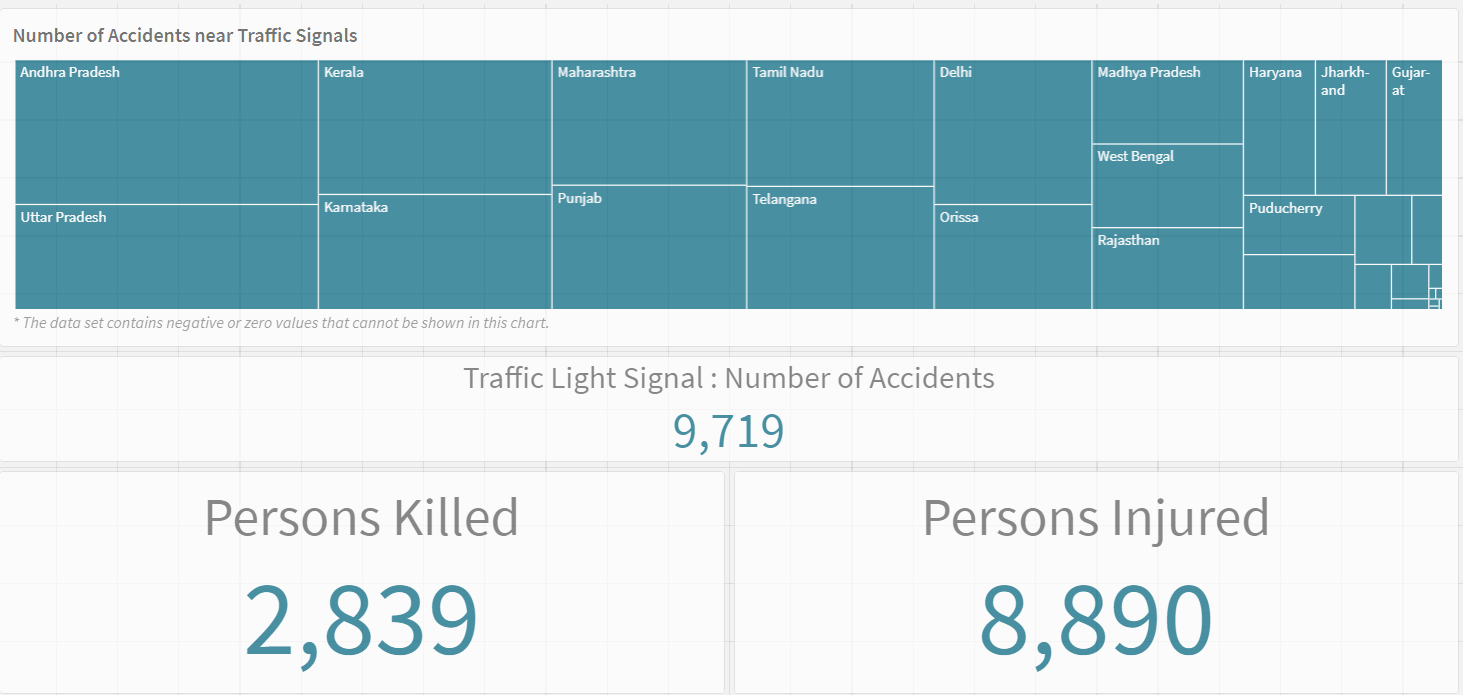 Number of Accidents near Traffic Signals
Andhra Pradesh
Uttar Pradesh
Kerala
Karnataka
Maharashtra
Punjab
Tamil Nadu
Telangana
Delhi
Orissa
Madhya Pradesh
West Bengal
Rajasthan
Haryana
Jharkh-
and
Gujar-
at
Puducherry
* The data set contains negative or zero values that cannot be shown in this chart.
Traffic Light Signal : Number of Accidents
9,719
Persons Killed
2,839
Persons Injured
8,890